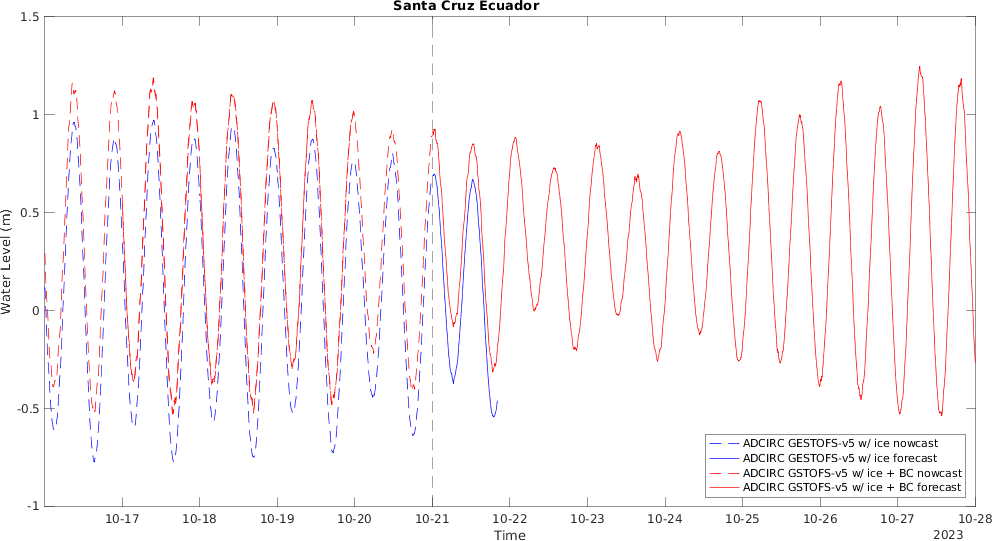 Santa Cruz Ecuador
1.5
1
0.5
0
-0.5
-1
Water Level (m)
10-17 10-18 10-19 10-20 10-21 10-22 10-23 10-24 10-25 10-26 10-27 10-28
Time
2023
ADCIRC GESTOFS-v5 w/ ice nowcast
ADCIRC GESTOFS-v5 w/ ice forecast
ADCIRC GSTOFS-v5 w/ ice + BC nowcast
ADCIRC GSTOFS-v5 w/ ice + BC forecast